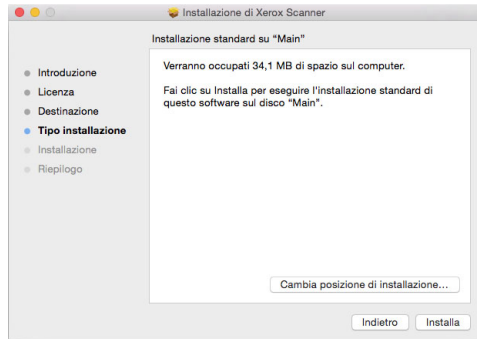 Installazione di Xerox Scanner
Installazione standard su “Main”
Introduzione
Licenza
Destinazione
Tipo installazione
Installazione
Riepilogo
Verranno occupati 34,1 MB di spazio sul computer.
Fai clic su Installa per eseguire l'installazione standard di
questo software sul disco “Main”.
Cambia posizione di installazione...
Indietro
Installa